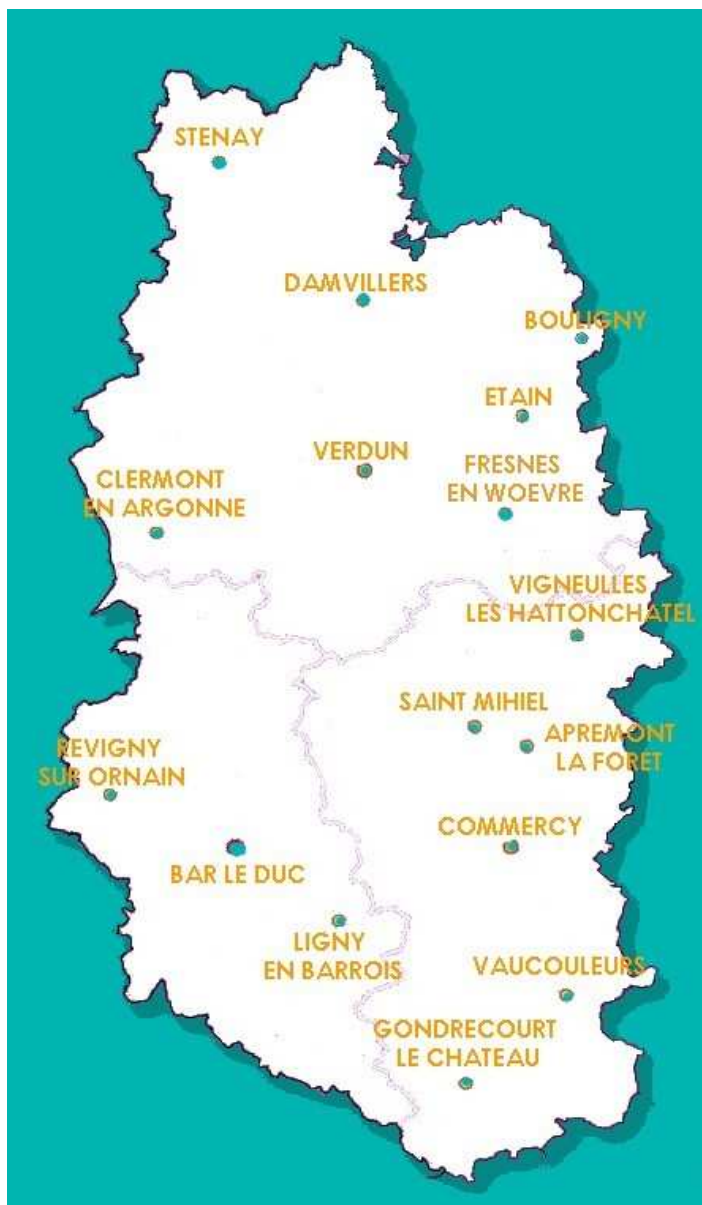 STENAY
DAMVILLERS
BOULIGNY
ETAIN
VERDUN
FRESNES
EN WOEVRE
CLERMONT
EN ARGONNE
VIGNEULLES
LES HATTONCHATEL
SAINT MIHIEL
APREMONT
LA FORET
REVIGNY
SUR ORNAIN
COMMERCY
BAR LE DUC
LIGNY
EN BARROIS
VAUCOULEURS
GONDRECOURT
LE CHATEAU